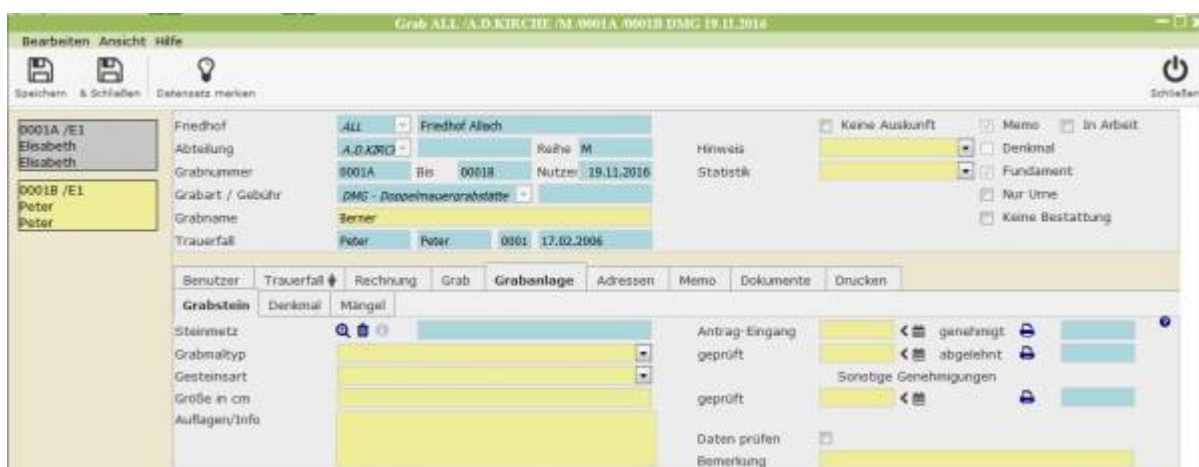 Grab ALL /A.D.KIRCHE /M /0001A /0001B DMG 19.11.2016
Bearbeiten Ansicht Hilfe
Speichern & Schließen Datensatz merken Schließen
0001A /E1
Elisabeth
Elisabeth
0001B /E1
Peter
Peter
Friedhof ALL Friedhof Allach Keine Auskunft Memo In Arbeit
Abteilung A.D.KIRC Reihe M Hinweis Denkmal
Grabnummer 0001A Bis 0001B Nutzer 19.11.2016 Statistik Fundament
Grabart / Gebühr DMG - Doppelmauergrabstätte Nur Urne
Grabname Berner Keine Bestattung
Trauerfall Peter Peter 0001 17.02.2006
Benutzer Trauerfall Rechnung Grab Grabanlage Adressen Memo Dokumente Drucken
Grabstein Denkmal Mängel
Steinmetz Antrag-Eingang genehmigt
Grabmaltyp geprüft abgelehnt
Gesteinsart Sonstige Genehmigungen
Größe in cm geprüft
Auflagen/Info
Daten prüfen
Bemerkung